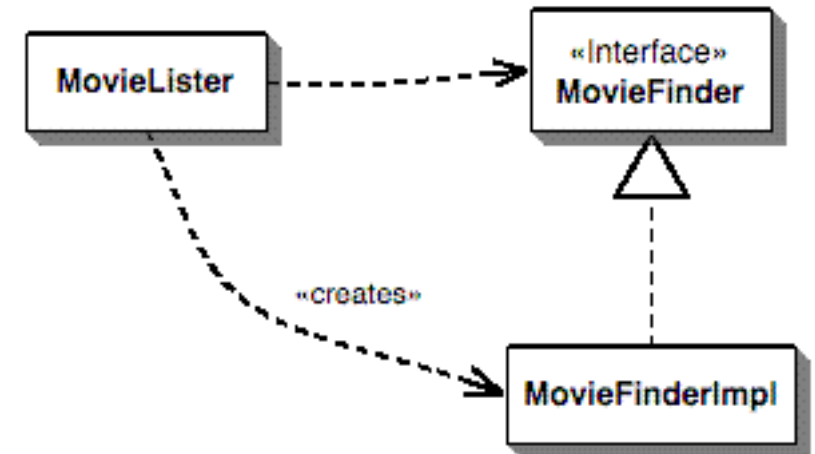 MovieLister
«Interface»
MovieFinder
«creates»
MovieFinderImpl